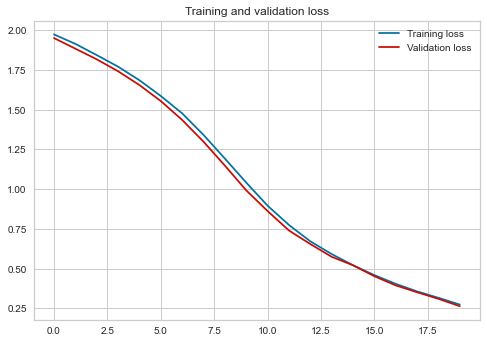 Training and validation loss
Training loss
Validation loss
2.00
1.75
1.50
1.25
1.00
0.75
0.50
0.25
0.0 2.5 5.0 7.5 10.0 12.5 15.0 17.5